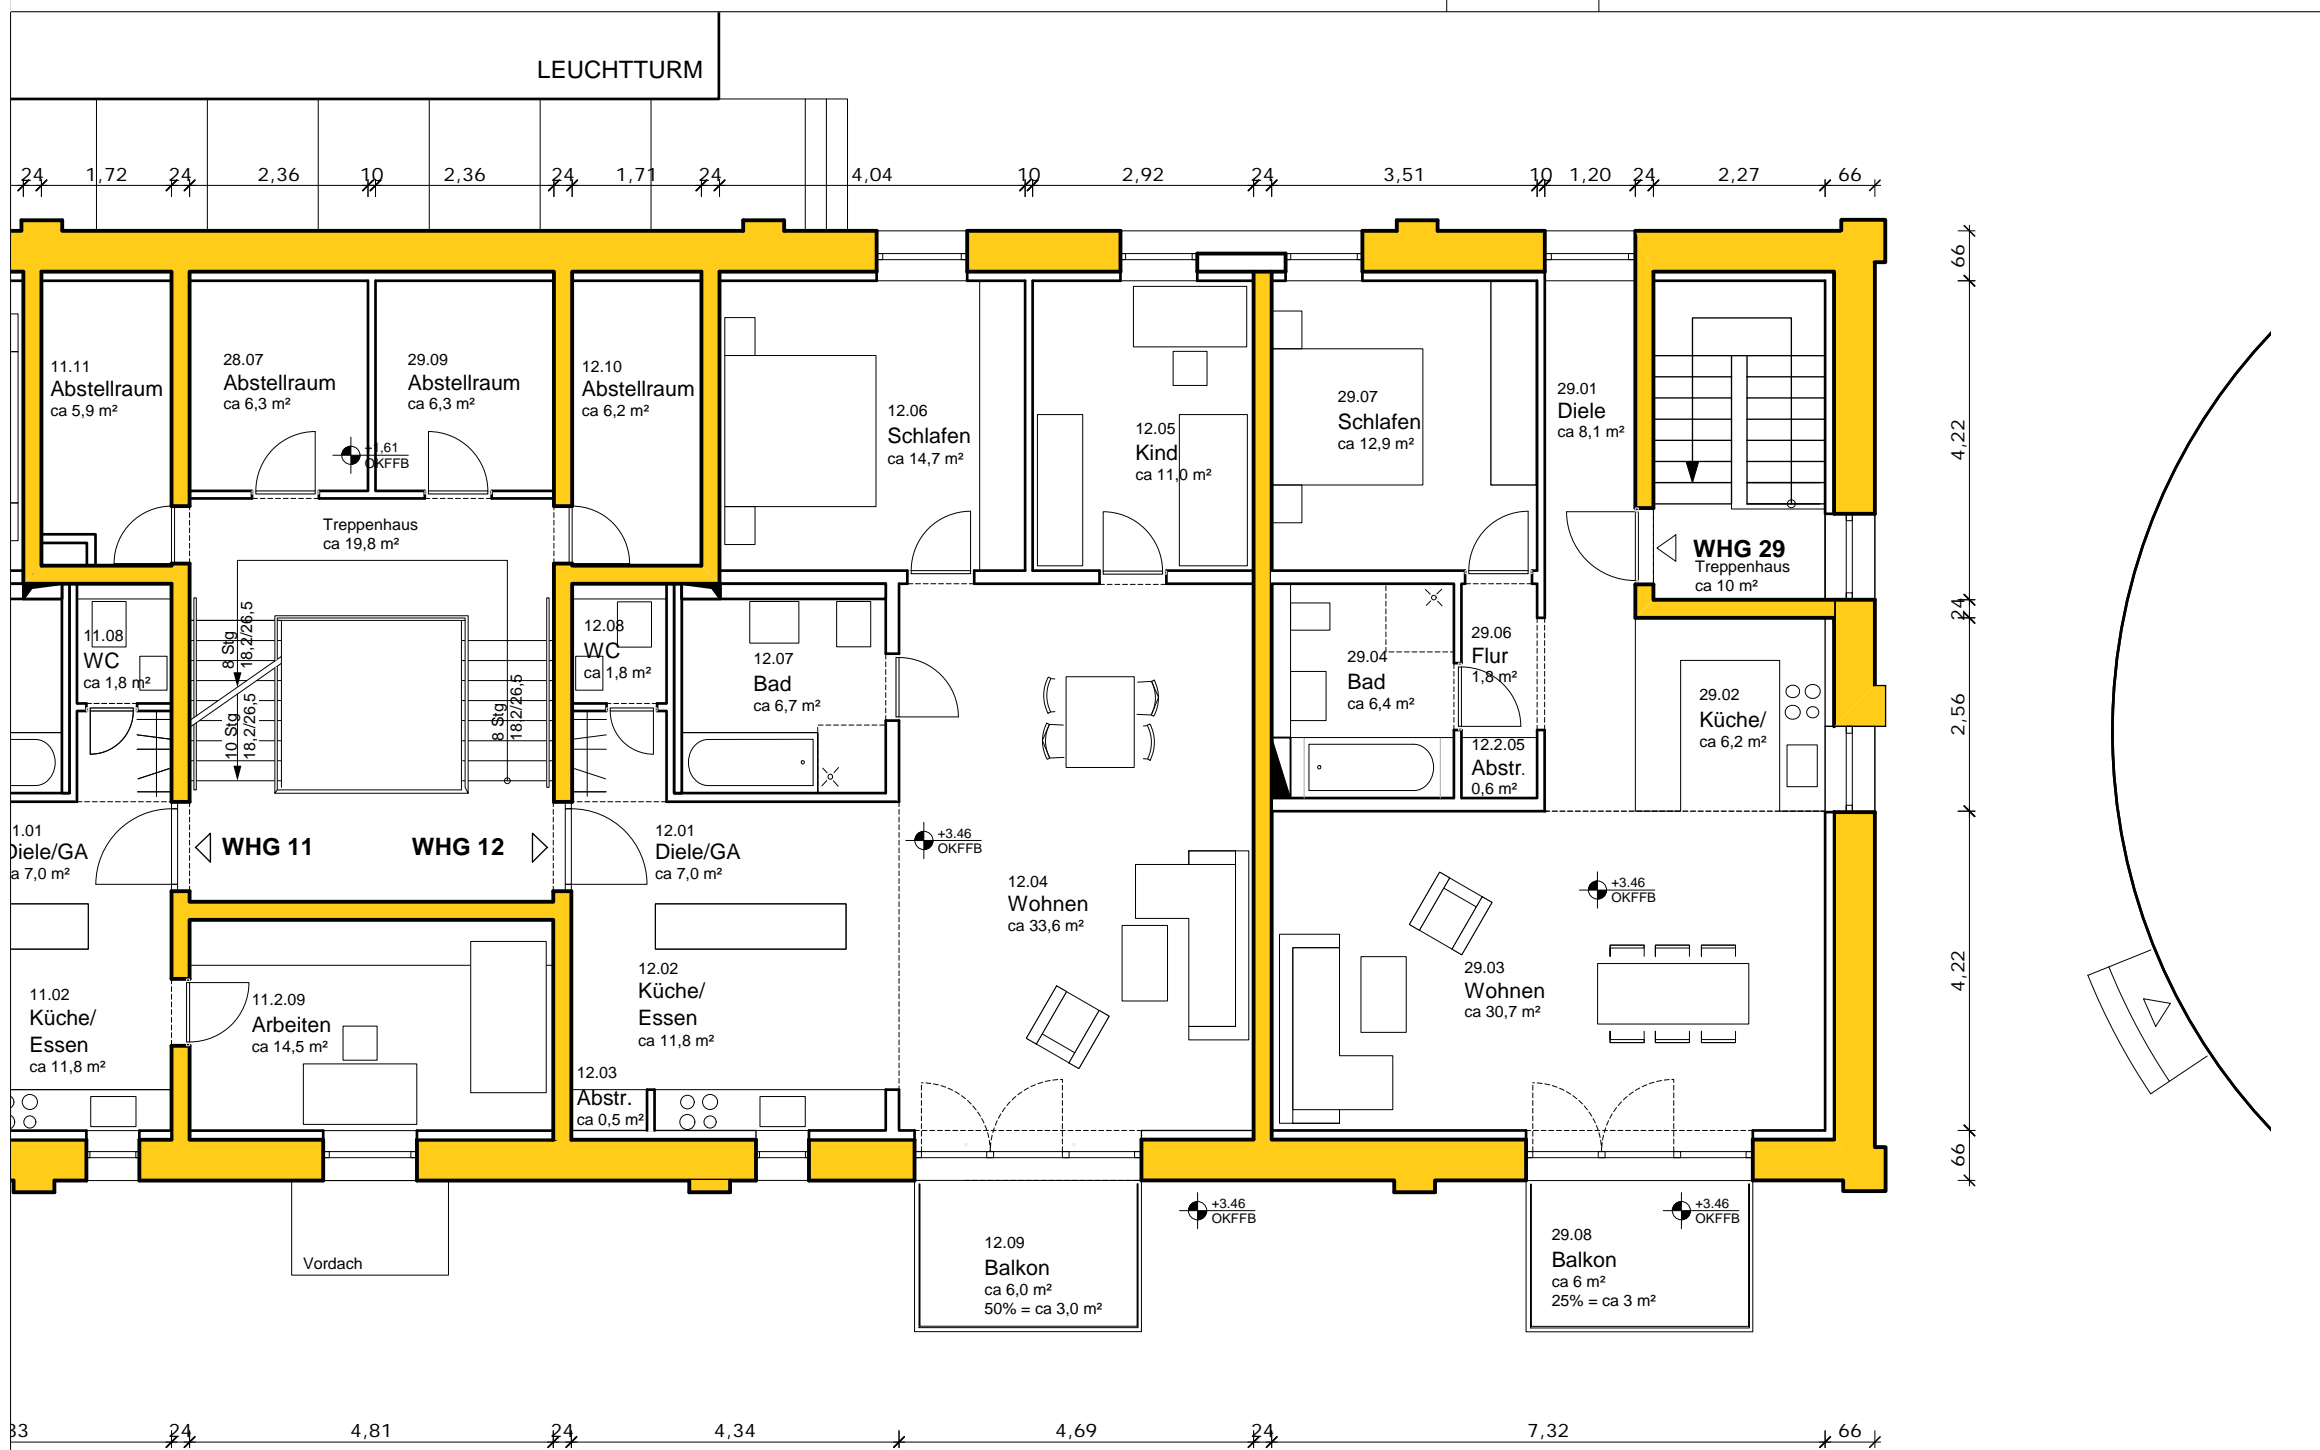 LEUCHTTURM
24 1,72 24 2,36 10 2,36 24 1,71 24 4,04 10 2,92 24 3,51 10 1,20 24 2,27 66
66
4,22
24
2,56
4,22
66
11.11
Abstellraum
ca 5,9 m²
28.07
Abstellraum
ca 6,3 m²
29.09
Abstellraum
ca 6,3 m²
12.10
Abstellraum
ca 6,2 m²
+1,61
OKFFB
12.06
Schlafen
ca 14,7 m²
12.05
Kind
ca 11,0 m²
29.07
Schlafen
ca 12,9 m²
29.01
Diele
ca 8,1 m²
Treppenhaus
ca 19,8 m²
WHG 29
Treppenhaus
ca 10 m²
11.08
WC
ca 1,8 m²
8 Stg
18,2/26,5
10 Stg
18,2/26,5
8 Stg
18,2/26,5
12.08
WC
ca 1,8 m²
12.07
Bad
ca 6,7 m²
29.04
Bad
ca 6,4 m²
29.06
Flur
1,8 m²
12.2.05
Abstr.
0,6 m²
29.02
Küche/
ca 6,2 m²
1.01
Diele/GA
a 7,0 m²
WHG 11
WHG 12
12.01
Diele/GA
ca 7,0 m²
+3.46
OKFFB
12.04
Wohnen
ca 33,6 m²
+3.46
OKFFB
11.02
Küche/
Essen
ca 11,8 m²
11.2.09
Arbeiten
ca 14,5 m²
12.02
Küche/
Essen
ca 11,8 m²
12.03
Abstr.
ca 0,5 m²
29.03
Wohnen
ca 30,7 m²
+3.46
OKFFB
+3.46
OKFFB
Vordach
12.09
Balkon
ca 6,0 m²
50% = ca 3,0 m²
29.08
Balkon
ca 6 m²
25% = ca 3 m²
33 24 4,81 24 4,34 4,69 24 7,32 66